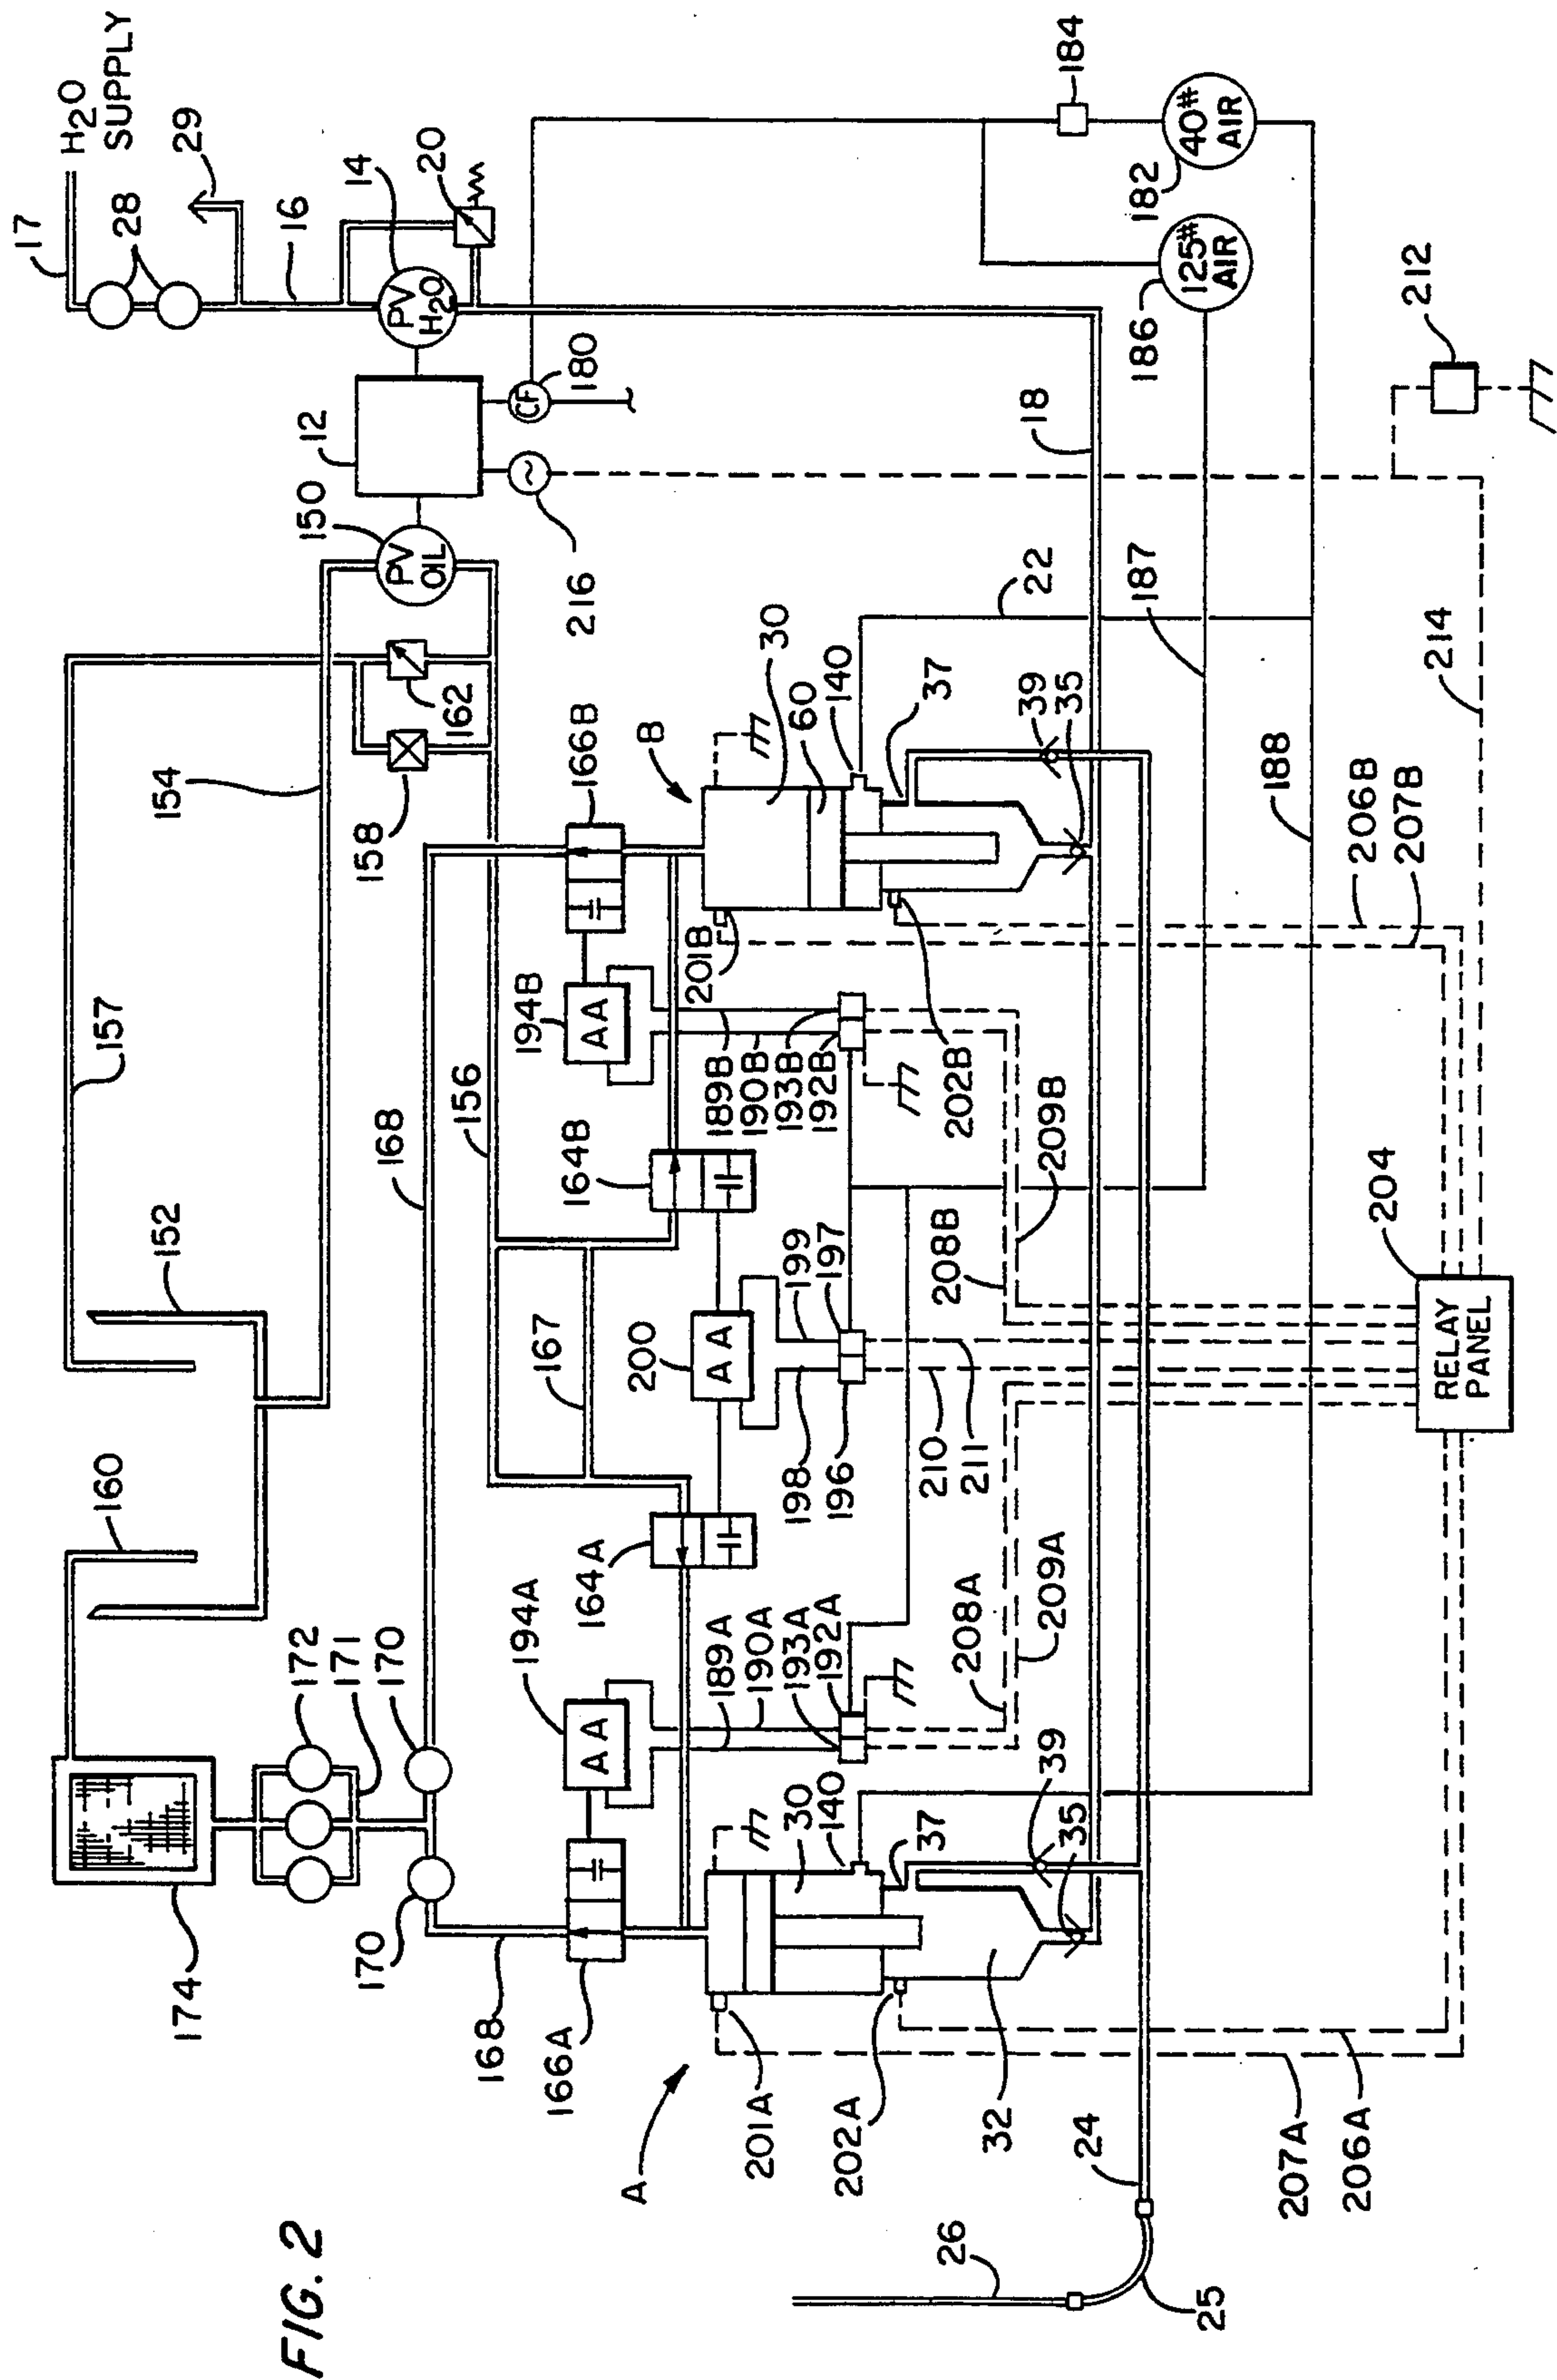 FIG. 2
H2O
SUPPLY
17
28
29
16
14
PV
H2O
20
12
150
PV
OIL
CF
180
216
184
40#
AIR
182
125#
AIR
186
212
18
22
187
188
214
157
154
158
162
152
160
168
156
167
166B
B
30
60
140
37
39
35
201B
202B
206B
207B
194B
AA
189B
190B
193B
192B
209B
208B
164B
200
AA
199
197
198
196
210
211
164A
194A
AA
189A
190A
193A
192A
208A
209A
172
171
170
170
174
168
166A
30
140
37
39
35
32
A
201A
202A
207A
206A
204
RELAY
PANEL
24
25
26